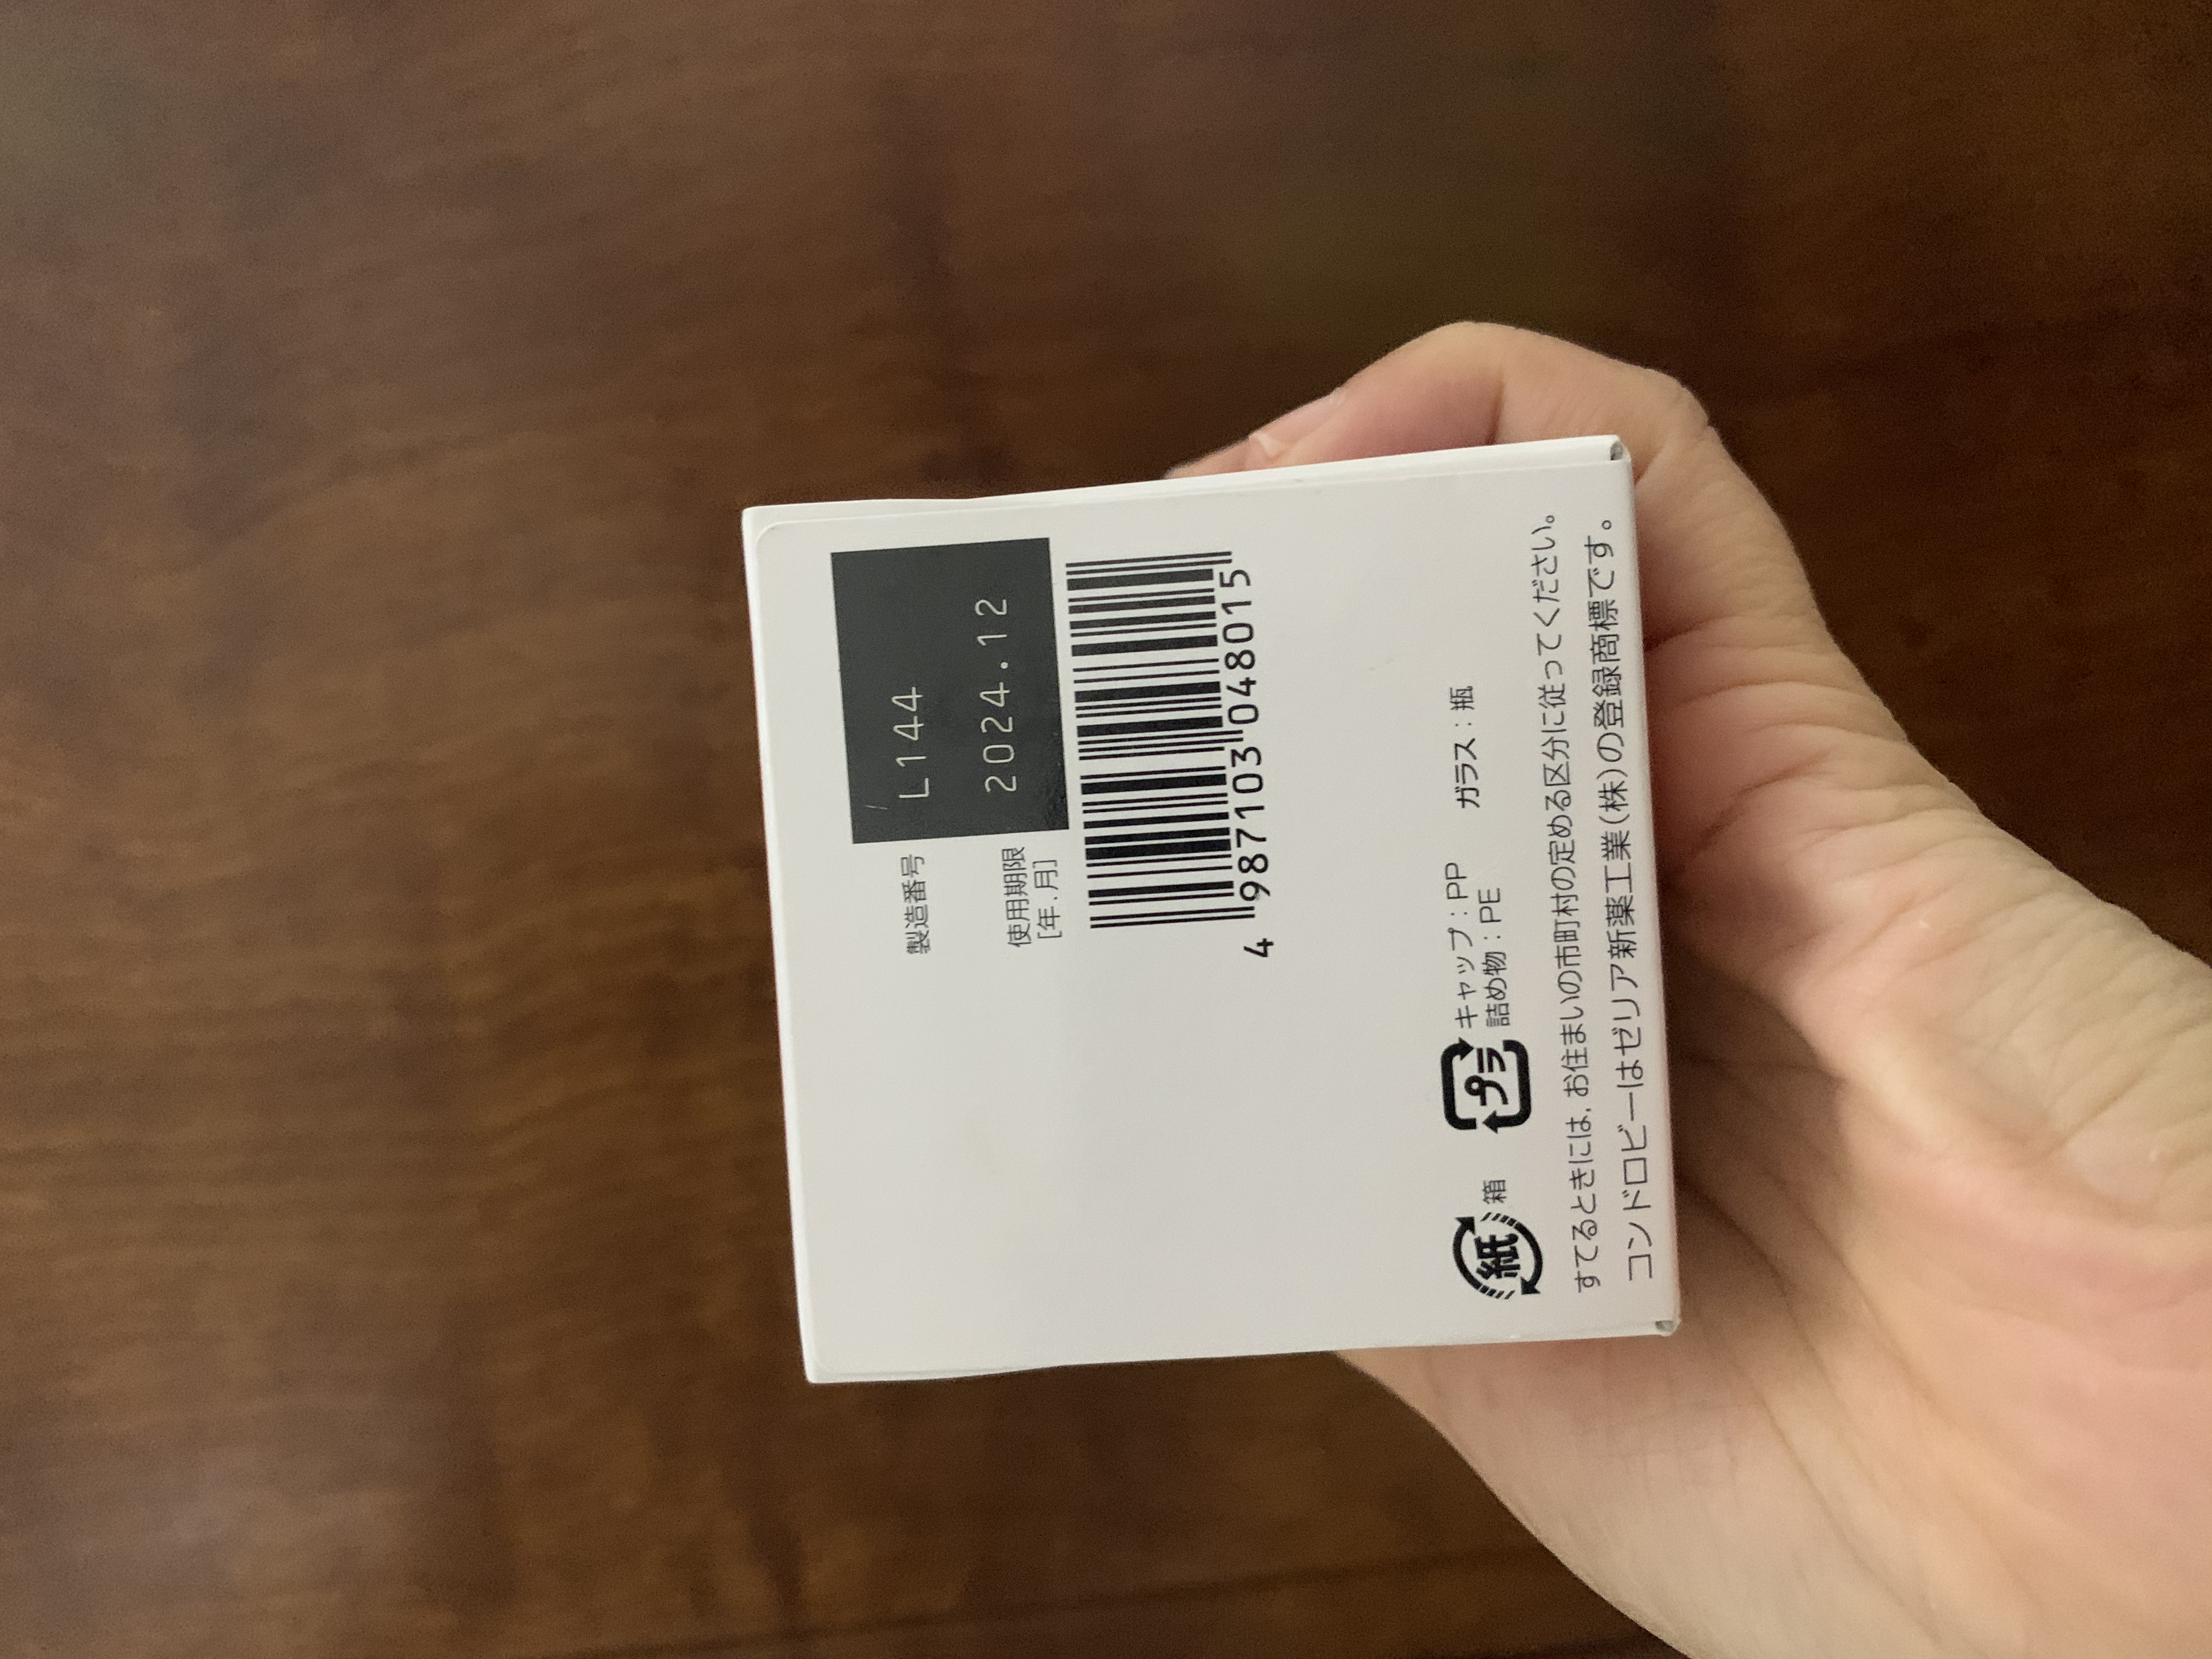 製造番号 L144
使用期限 2024.12
[年.月]
4 987103 048015
キャップ：PP ガラス：瓶
紙 箱 プラ 詰め物：PE
すてるときには、お住まいの市町村の定める区分に従ってください。
コンドロビーはゼリア新薬工業(株)の登録商標です。